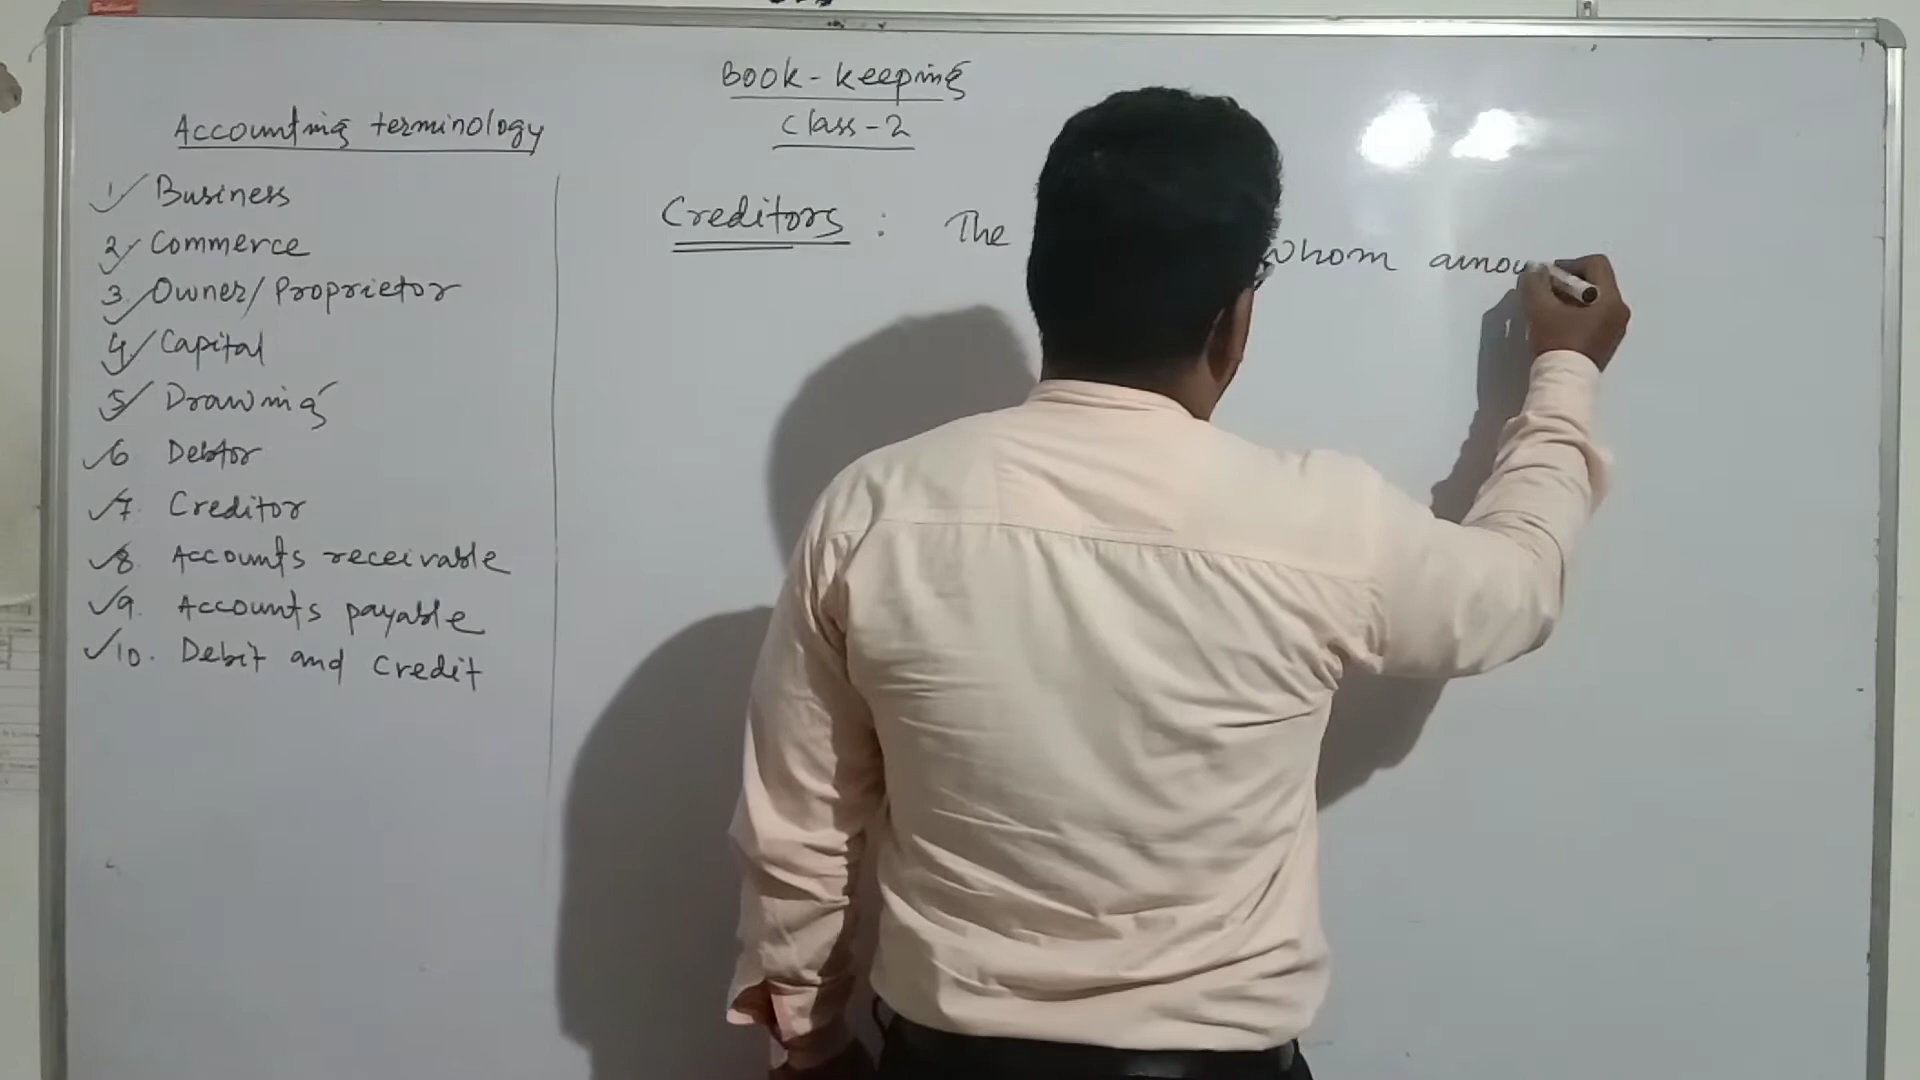 Book-keeping
Class-2
Accounting terminology
1 Business
2 Commerce
3. Owner/Proprietor
4 Capital
5 Drawing
6 Debtor
7. Creditor
8. Accounts receivable
9. Accounts payable
10. Debit and credit
Creditors : The whom amou